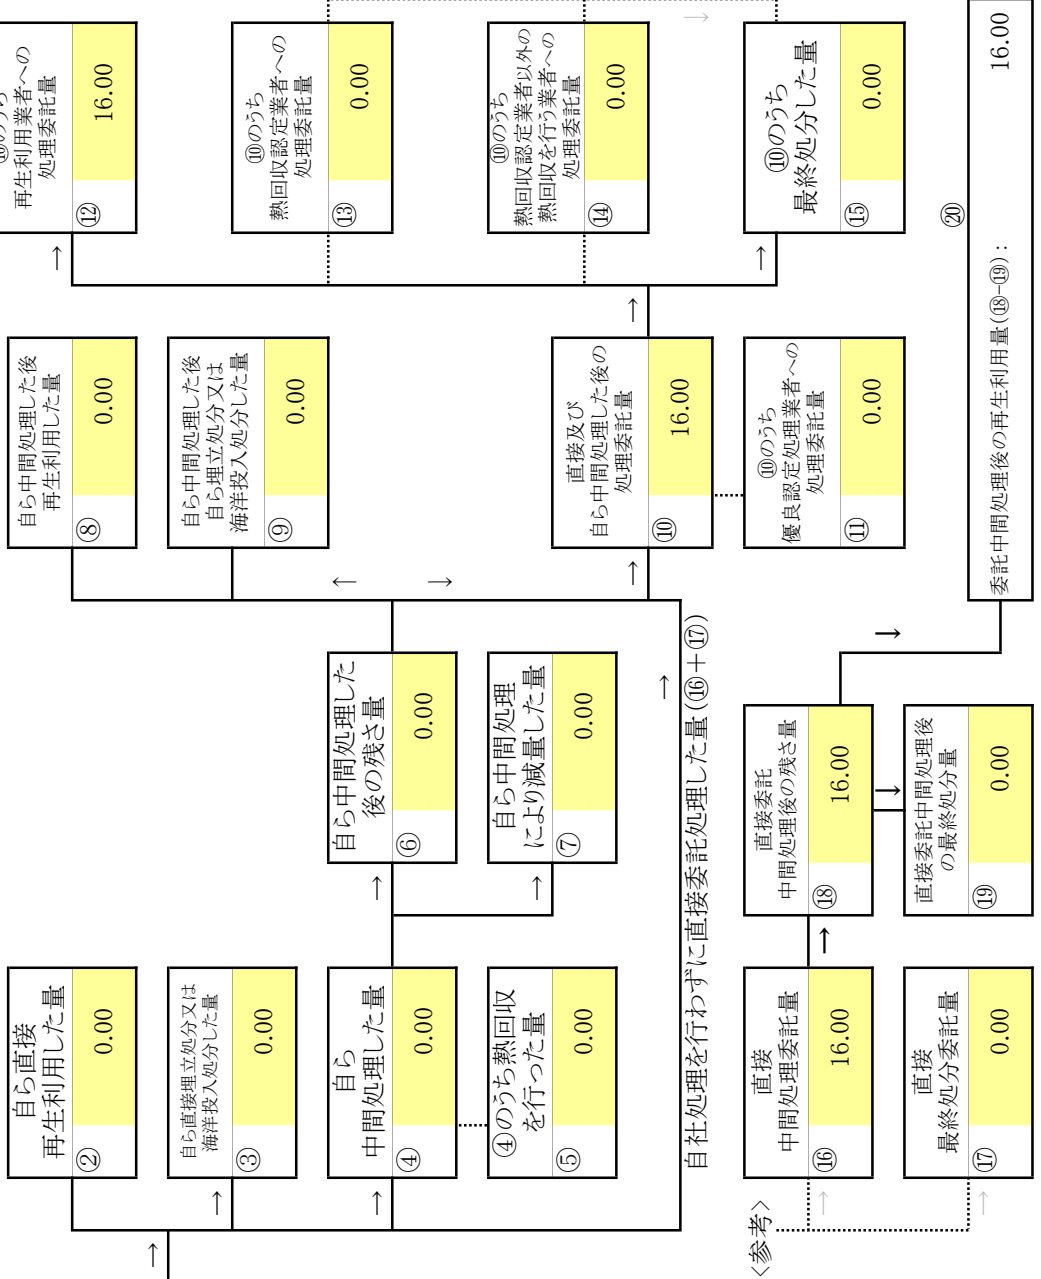 自ら直接
再生利用した量
②
0.00
自ら直接埋立処分又は
海洋投入処分した量
③
0.00
自ら
中間処理した量
④
0.00
④のうち熱回収
を行った量
⑤
0.00
自ら中間処理した
後の残さ量
⑥
0.00
自ら中間処理
により減量した量
⑦
0.00
自ら中間処理した後
再生利用した量
⑧
0.00
自ら中間処理した後
自ら埋立処分又は
海洋投入処分した量
⑨
0.00
直接及び
自ら中間処理した後の
処理委託量
⑩
16.00
⑩のうち
優良認定処理業者への
処理委託量
⑪
0.00
⑩のうち
再生利用業者への
処理委託量
⑫
16.00
⑩のうち
熱回収認定業者への
処理委託量
⑬
0.00
⑩のうち
熱回収認定業者以外の
熱回収を行う業者への
処理委託量
⑭
0.00
⑩のうち
最終処分した量
⑮
0.00
自社処理を行わずに直接委託処理した量(⑯＋⑰)
<参考>
直接
中間処理委託量
⑯
16.00
直接
最終処分委託量
⑰
0.00
直接委託
中間処理後の残さ量
⑱
16.00
直接委託中間処理後
の最終処分量
⑲
0.00
⑳
委託中間処理後の再生利用量(⑱-⑲)： 16.00